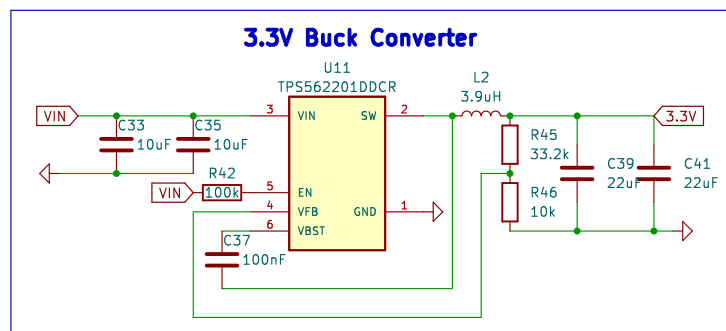 3.3V Buck Converter
U11
TPS562201DDCR
L2
3.9uH
VIN
3
VIN
SW
2
3.3V
C33
10uF
C35
10uF
R45
33.2k
C39
22uF
C41
22uF
R42
VIN
100k
5
EN
R46
10k
4
VFB
GND
1
6
VBST
C37
100nF